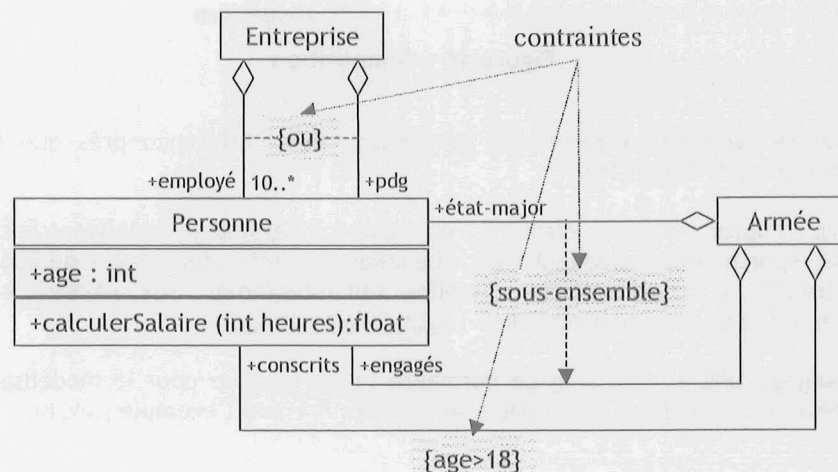 Entreprise
contraintes
{ou}
+employé 10..* +pdg
Personne
+état-major
Armée
+age : int
{sous-ensemble}
+calculerSalaire (int heures):float
+conscrits +engagés
{age>18}